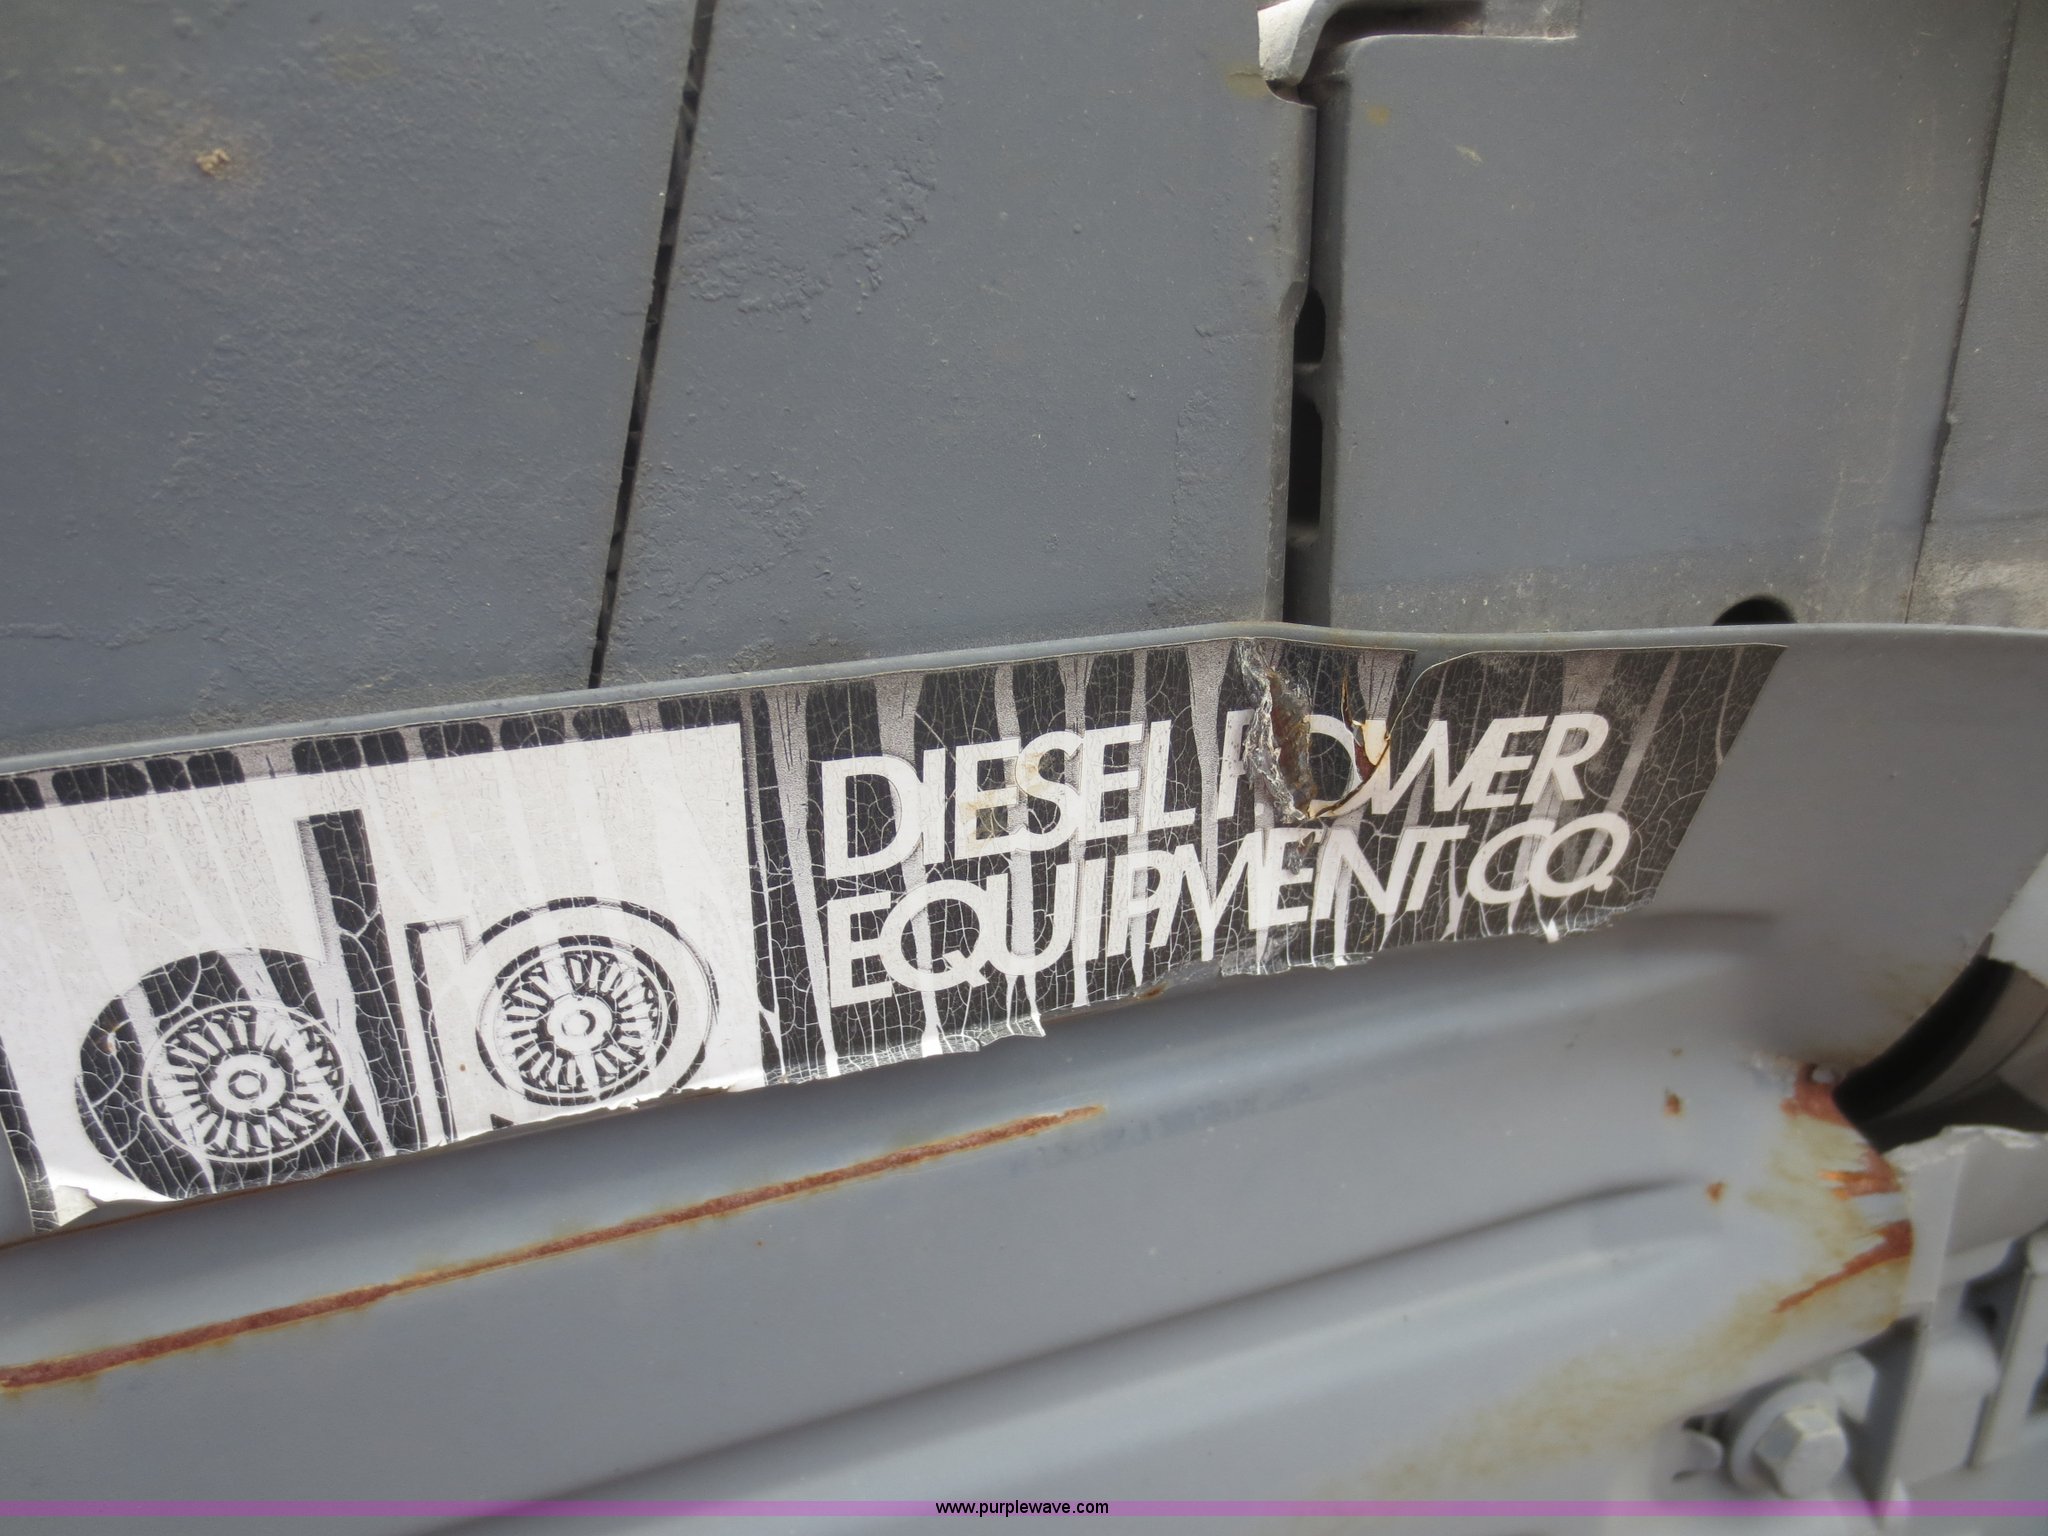 dp
DIESEL POWER
EQUIPMENT CO.
www.purplewave.com